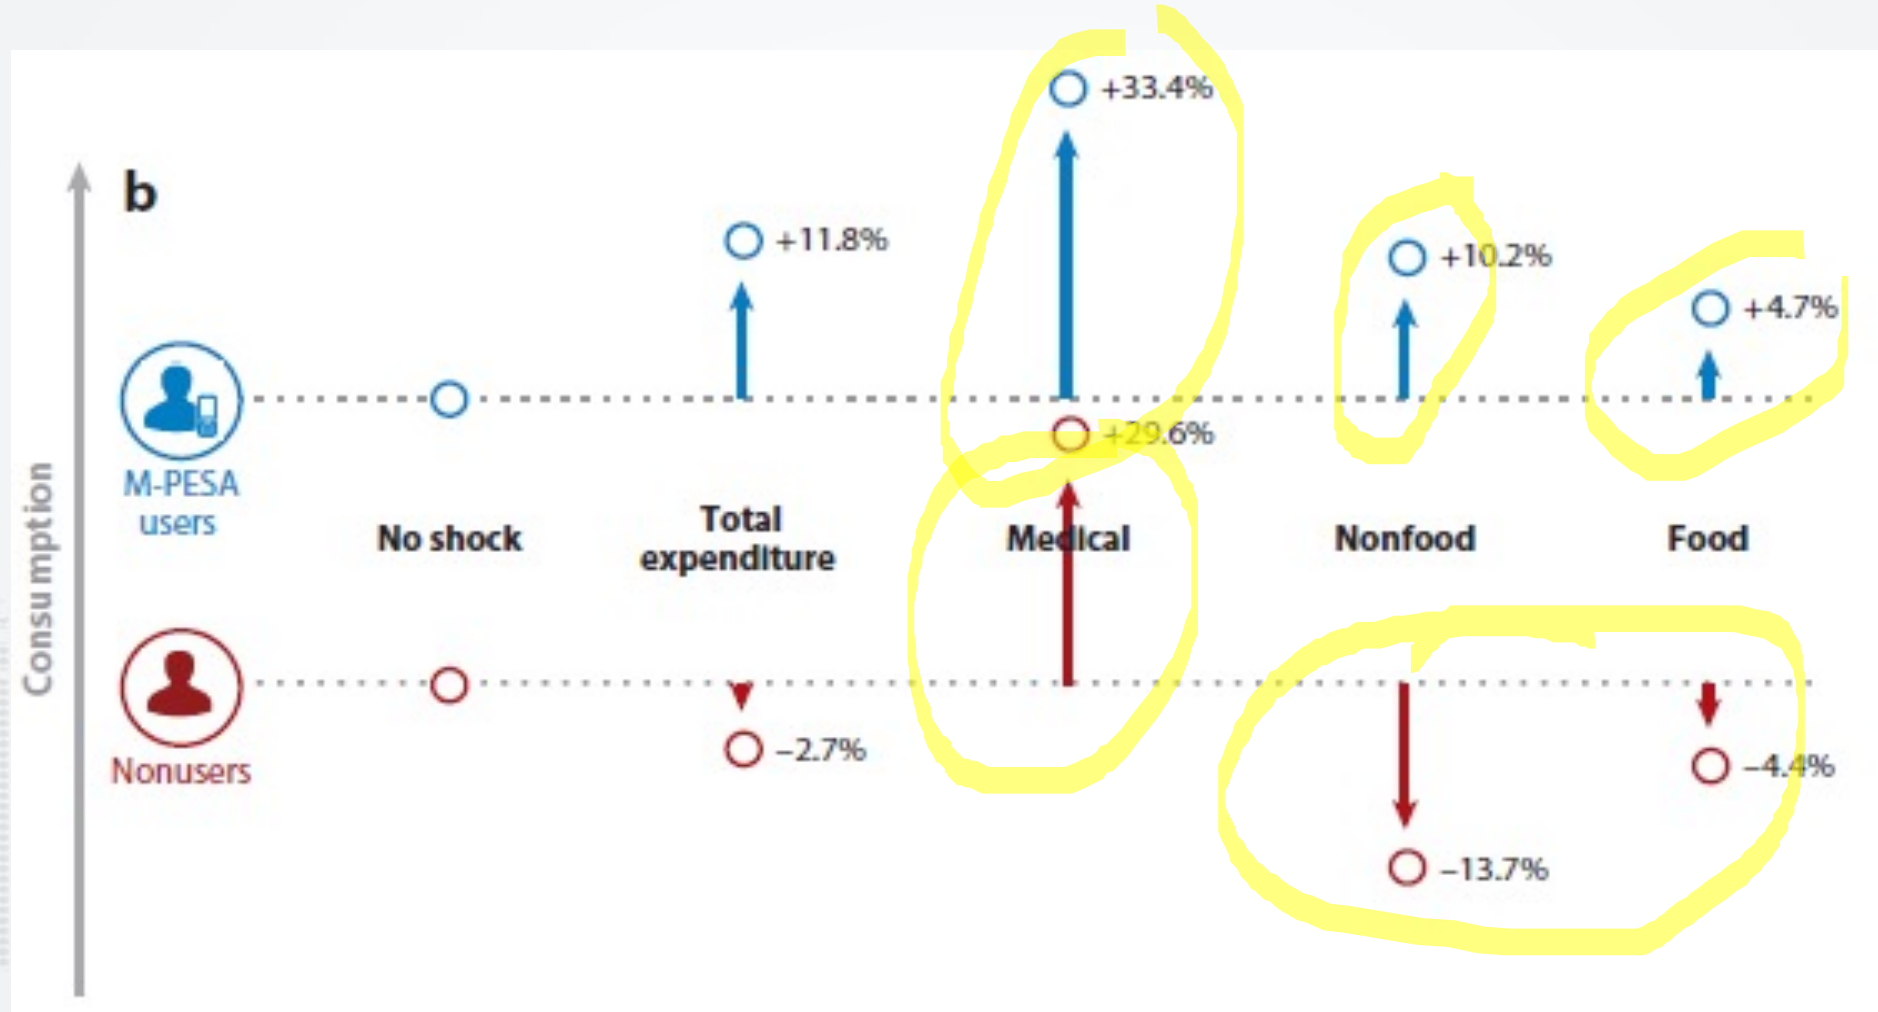 +33.4%
b
+11.8%
+10.2%
+4.7%
M-PESA
users
+29.6%
No shock
Total
expenditure
Medical
Nonfood
Food
Consumption
Nonusers
−2.7%
−4.4%
−13.7%